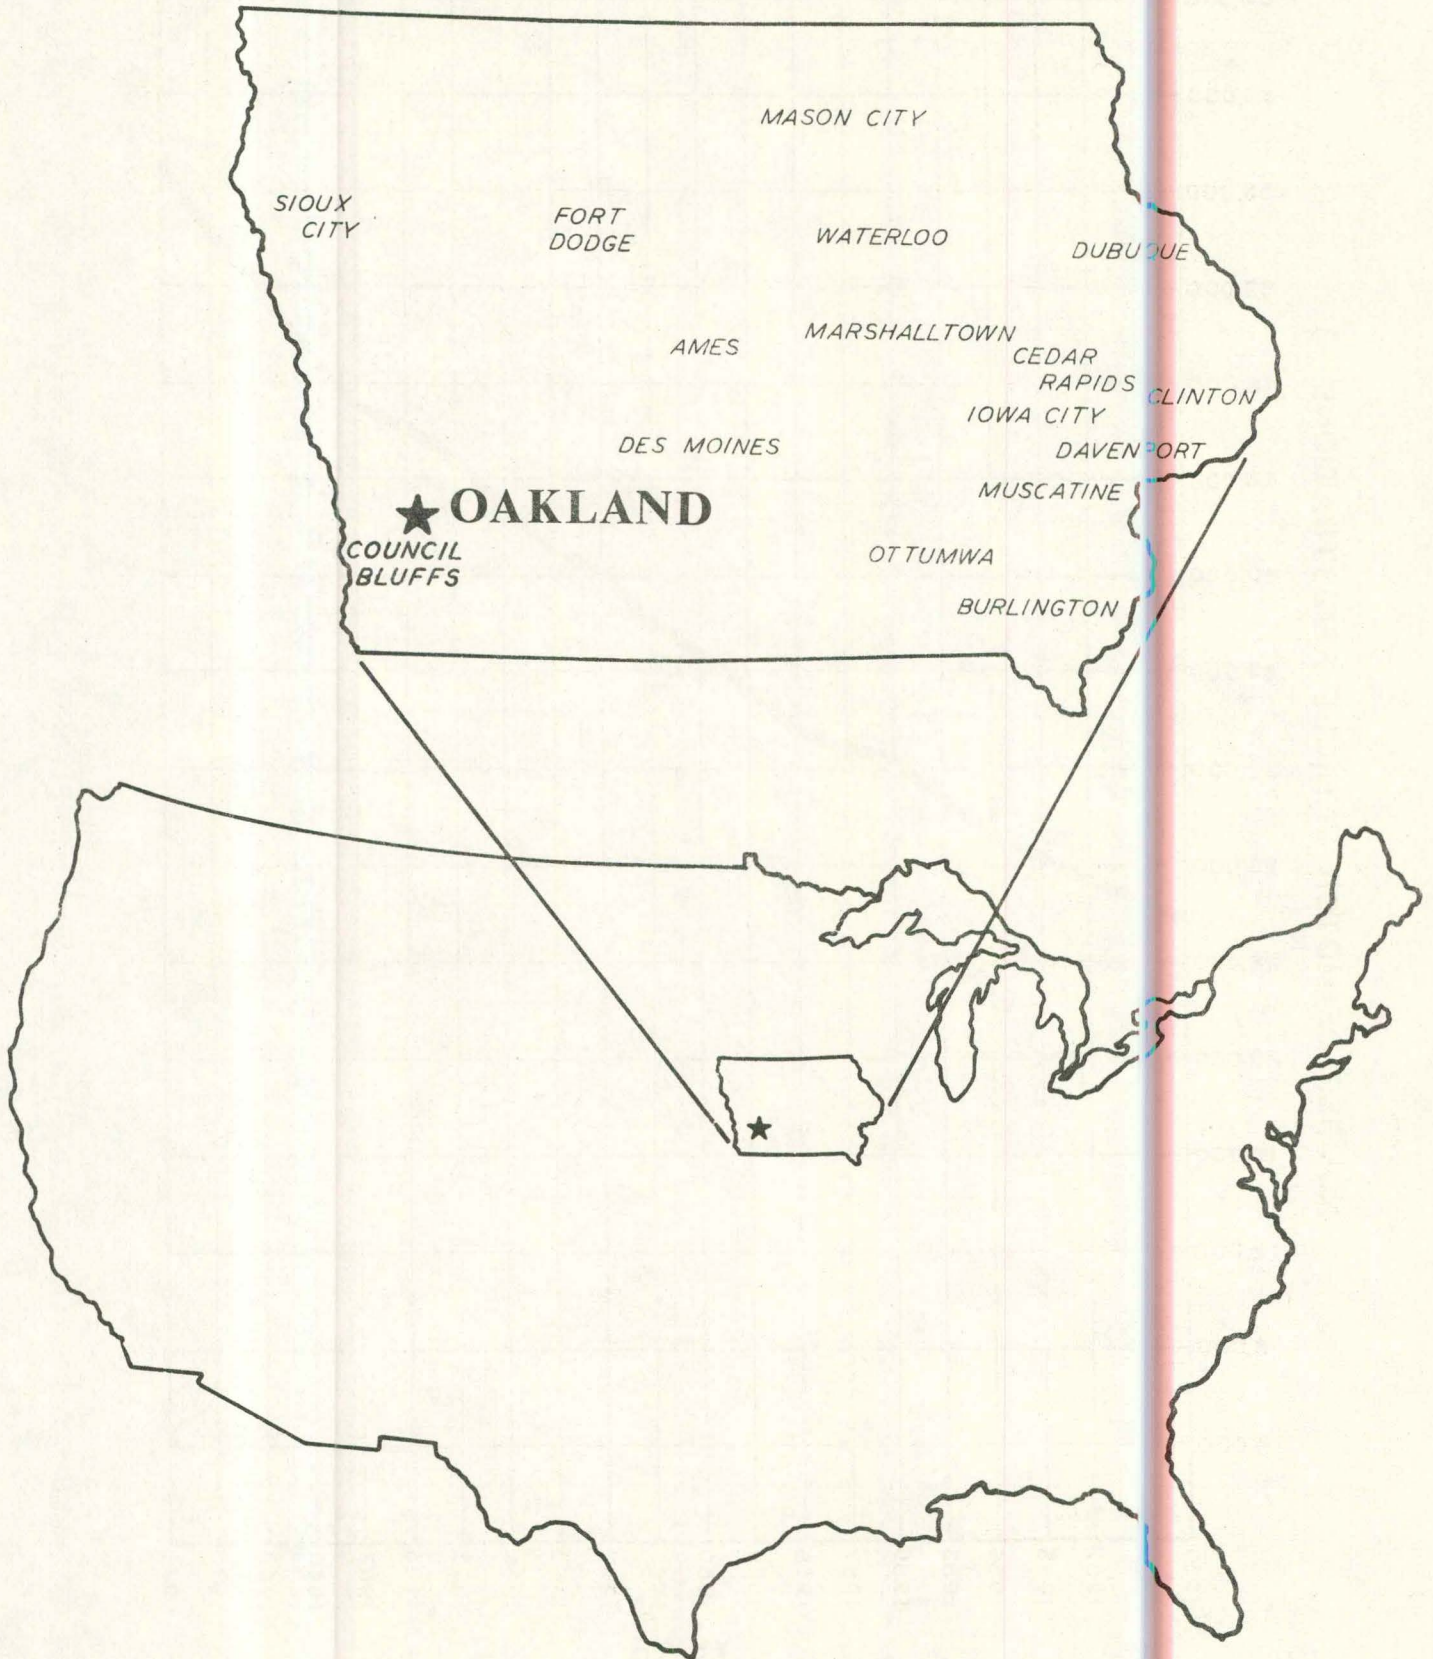 MASON CITY
SIOUX
CITY
FORT
DODGE
WATERLOO
DUBUQUE
AMES
MARSHALLTOWN
CEDAR
RAPIDS
CLINTON
IOWA CITY
DES MOINES
DAVENPORT
MUSCATINE
OAKLAND
COUNCIL
BLUFFS
OTTUMWA
BURLINGTON